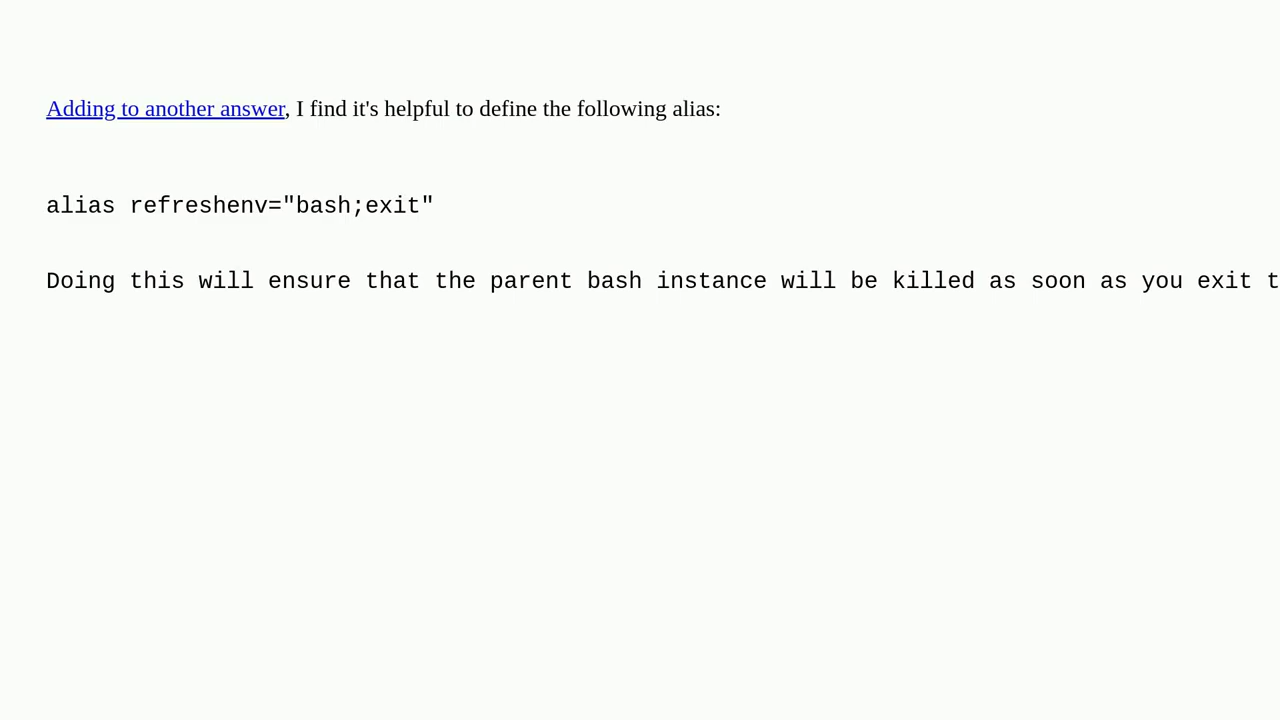 Adding to another answer, I find it's helpful to define the following alias:
alias refreshenv="bash;exit"
Doing this will ensure that the parent bash instance will be killed as soon as you exit